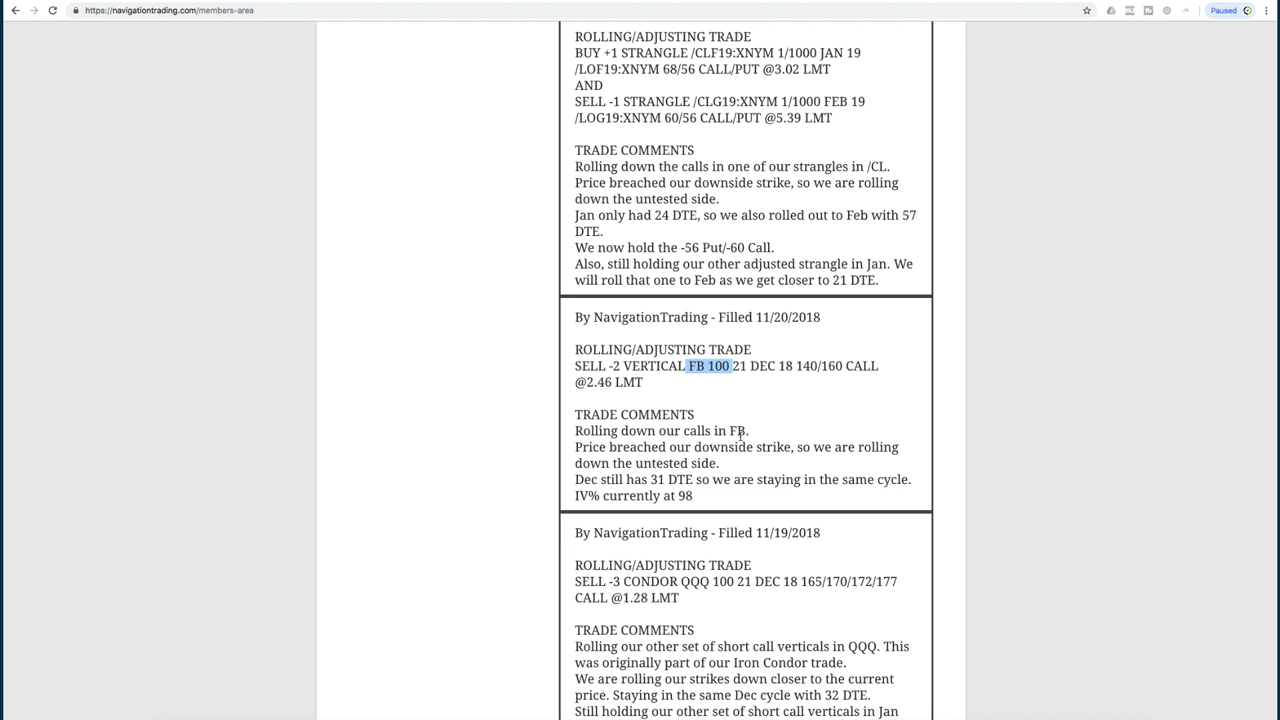 https://navigationtrading.com/members-area
Paused
ROLLING/ADJUSTING TRADE
BUY +1 STRANGLE /CLF19:XNYM 1/1000 JAN 19
/LOF19:XNYM 68/56 CALL/PUT @3.02 LMT
AND
SELL -1 STRANGLE /CLG19:XNYM 1/1000 FEB 19
/LOG19:XNYM 60/56 CALL/PUT @5.39 LMT
TRADE COMMENTS
Rolling down the calls in one of our strangles in /CL.
Price breached our downside strike, so we are rolling
down the untested side.
Jan only had 24 DTE, so we also rolled out to Feb with 57
DTE.
We now hold the -56 Put/-60 Call.
Also, still holding our other adjusted strangle in Jan. We
will roll that one to Feb as we get closer to 21 DTE.
By NavigationTrading - Filled 11/20/2018
ROLLING/ADJUSTING TRADE
SELL -2 VERTICAL FB 100 21 DEC 18 140/160 CALL
@2.46 LMT
TRADE COMMENTS
Rolling down our calls in FB.
Price breached our downside strike, so we are rolling
down the untested side.
Dec still has 31 DTE so we are staying in the same cycle.
IV% currently at 98
By NavigationTrading - Filled 11/19/2018
ROLLING/ADJUSTING TRADE
SELL -3 CONDOR QQQ 100 21 DEC 18 165/170/172/177
CALL @1.28 LMT
TRADE COMMENTS
Rolling our other set of short call verticals in QQQ. This
was originally part of our Iron Condor trade.
We are rolling our strikes down closer to the current
price. Staying in the same Dec cycle with 32 DTE.
Still holding our other set of short call verticals in Jan